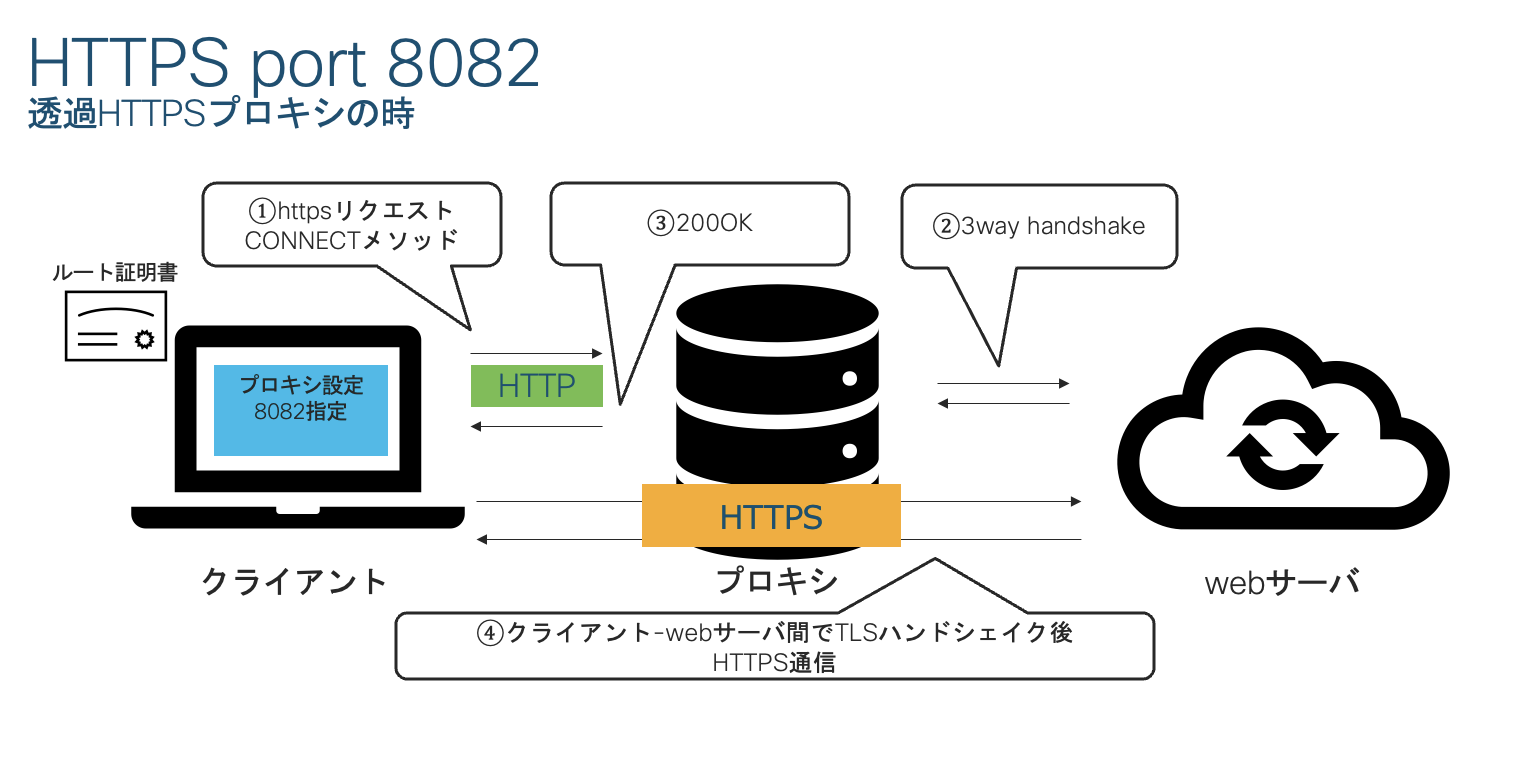 HTTPS port 8082
透過HTTPSプロキシの時
①httpsリクエスト
CONNECTメソッド
③200OK
②3way handshake
ルート証明書
プロキシ設定
8082指定
HTTP
HTTPS
クライアント
プロキシ
webサーバ
④クライアント-webサーバ間でTLSハンドシェイク後
HTTPS通信